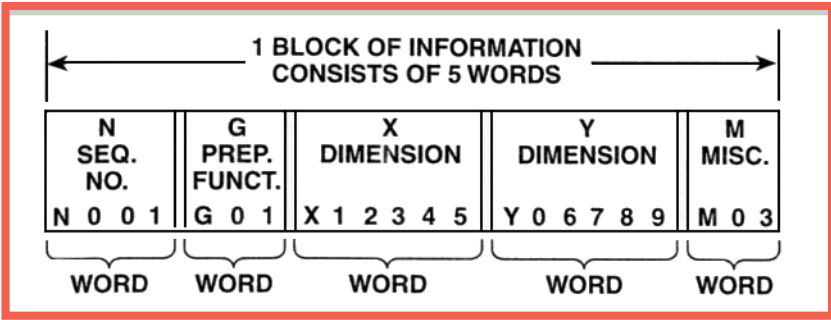 1 BLOCK OF INFORMATION
CONSISTS OF 5 WORDS
N
SEQ.
NO.
N 0 0 1
G
PREP.
FUNCT.
G 0 1
X
DIMENSION
X 1 2 3 4 5
Y
DIMENSION
Y 0 6 7 8 9
M
MISC.
M 0 3
WORD
WORD
WORD
WORD
WORD